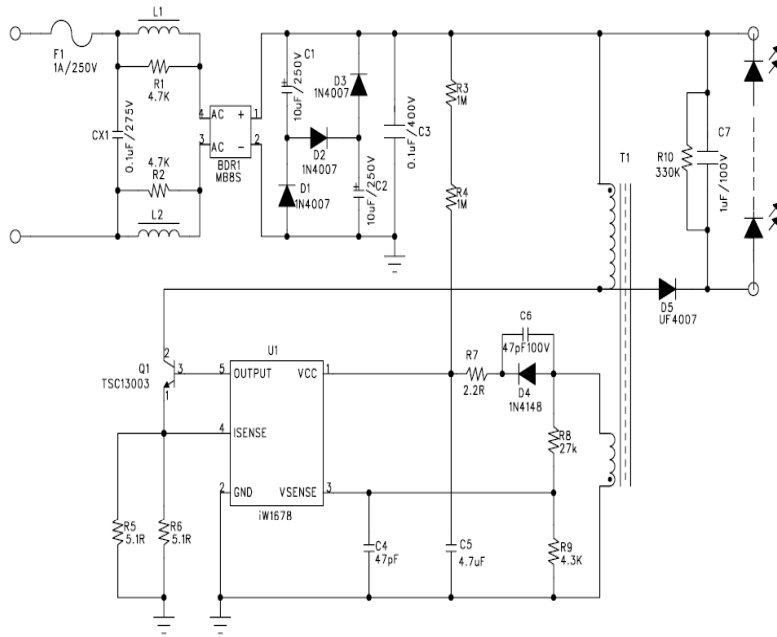 L1
F1
1A/250V
R1
4.7K
CX1
0.1uF/275V
4.7K
R2
L2
4 AC + 1
3 AC - 2
BDR1
MB8S
C1
10uF/250V
D3
1N4007
D2
1N4007
D1
1N4007
10uF/250V
C2
0.1uF/400V
C3
R3
1M
R4
1M
T1
R10
330K
C7
1uF/100V
D5
UF4007
C6
47pF100V
R7
2.2R
D4
1N4148
R8
27k
R9
4.3K
2
Q1
TSC13003
3
1
U1
5 OUTPUT VCC 1
4 ISENSE
2 GND VSENSE 3
iW1678
R5
5.1R
R6
5.1R
C4
47pF
C5
4.7uF